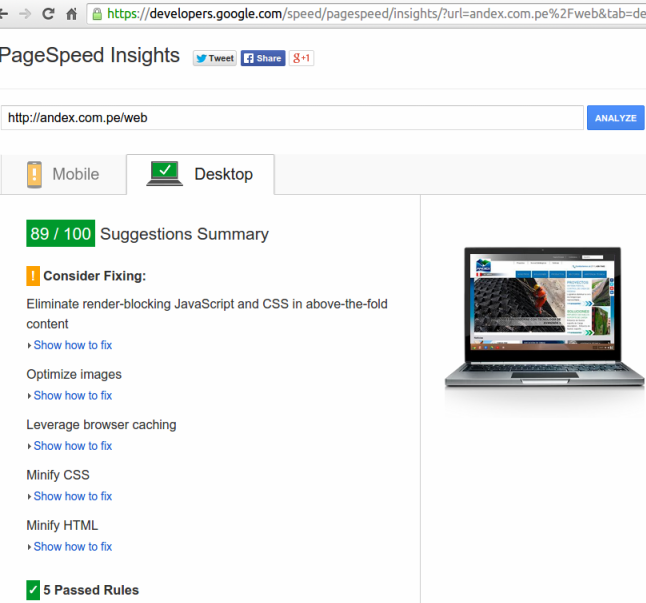 https://developers.google.com/speed/pagespeed/insights/?url=andex.com.pe%2Fweb&tab=de
PageSpeed Insights
Tweet
Share
g+1
http://andex.com.pe/web
ANALYZE
Mobile
Desktop
89 / 100 Suggestions Summary
! Consider Fixing:
Eliminate render-blocking JavaScript and CSS in above-the-fold
content
Show how to fix
Optimize images
Show how to fix
Leverage browser caching
Show how to fix
Minify CSS
Show how to fix
Minify HTML
Show how to fix
5 Passed Rules